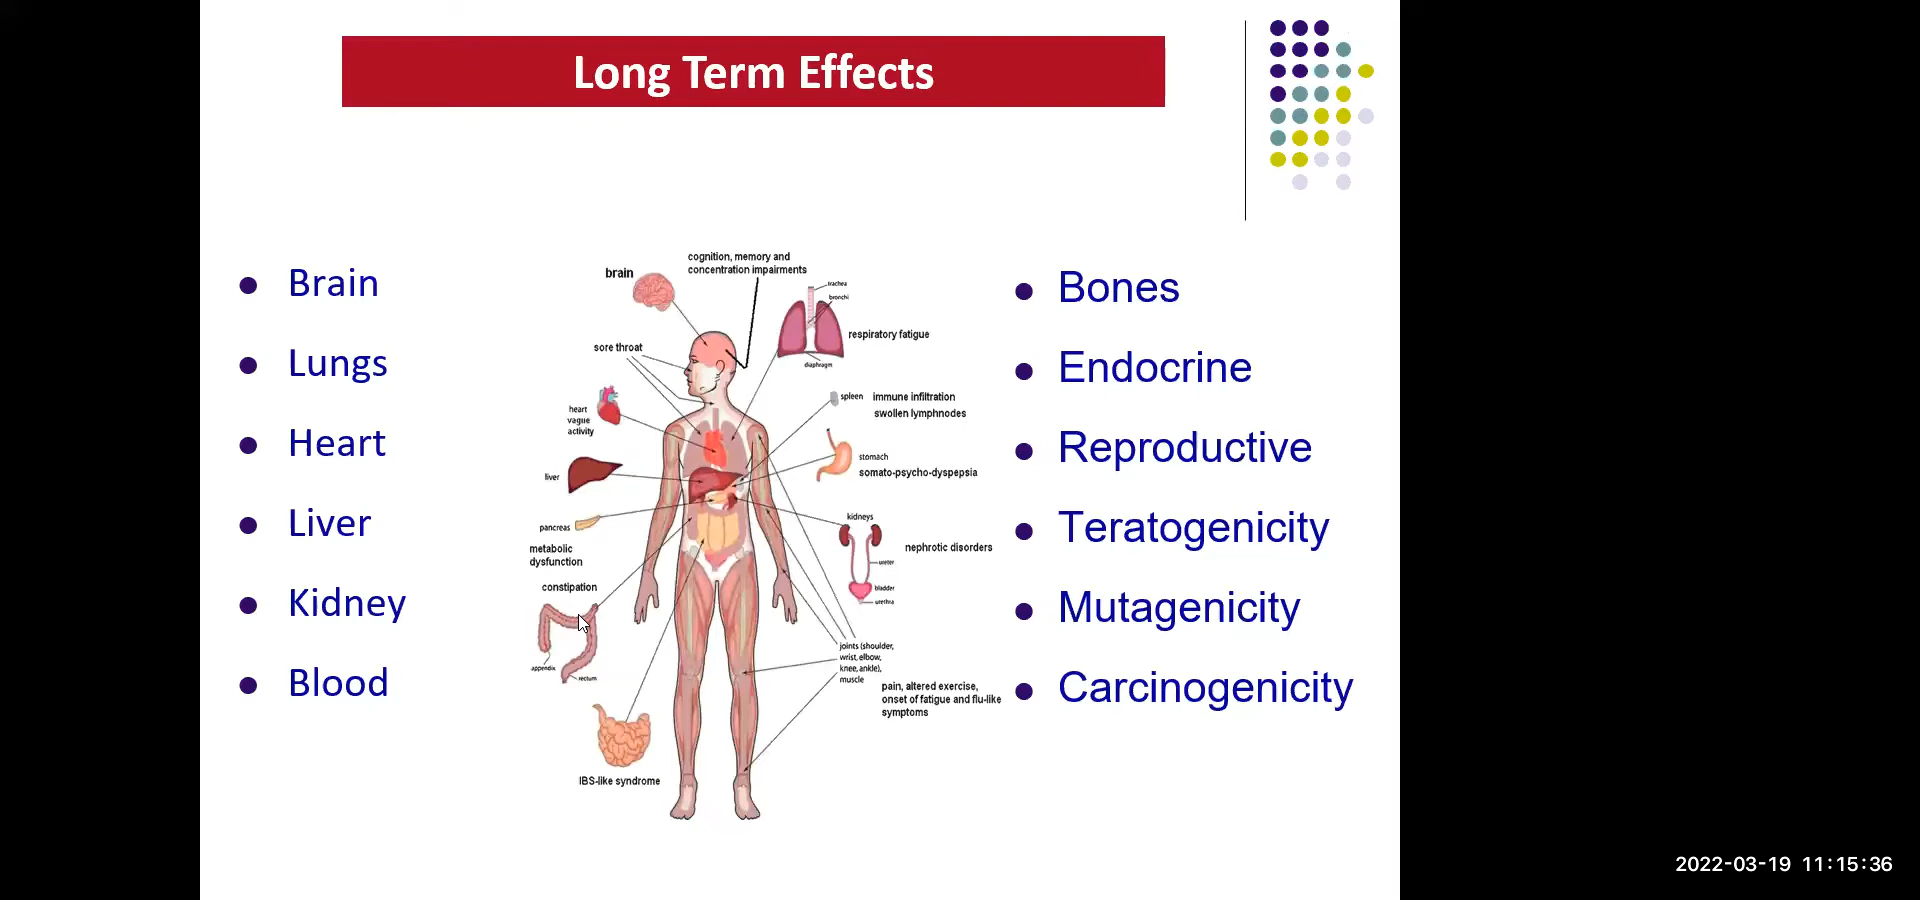 Long Term Effects
Brain
Lungs
Heart
Liver
Kidney
Blood
brain
cognition, memory and
concentration impairments
trachea
bronchi
respiratory fatigue
diaphragm
sore throat
heart
vague
activity
spleen
immune infiltration
swollen lymphnodes
stomach
somato-psycho-dyspepsia
liver
pancreas
metabolic
dysfunction
kidneys
nephrotic disorders
ureter
bladder
urethra
constipation
appendix
rectum
joints (shoulder,
wrist, elbow,
knee, ankle),
muscle
pain, altered exercise,
onset of fatigue and flu-like
symptoms
IBS-like syndrome
Bones
Endocrine
Reproductive
Teratogenicity
Mutagenicity
Carcinogenicity
2022-03-19 11:15:36